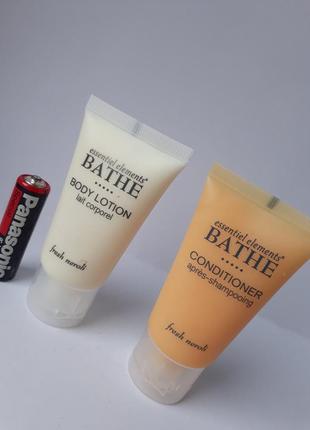 Panasonic
essentiel elements®
BATHE
BODY LOTION
lait corporel
fresh neroli
essentiel elements®
BATHE
CONDITIONER
après-shampooing
fresh neroli